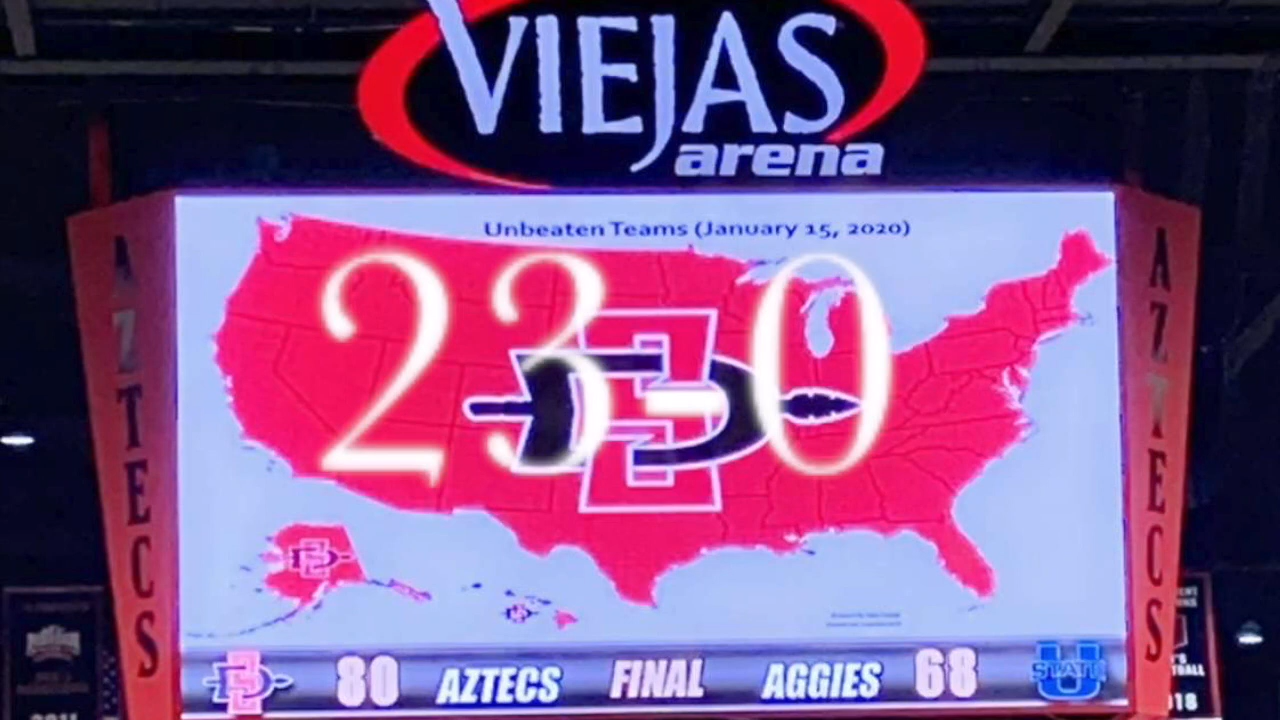 VIEJAS
arena
Unbeaten Teams (January 15, 2020)
23-0
AZTECS
AZTECS
80 AZTECS FINAL AGGIES 68
U STATE